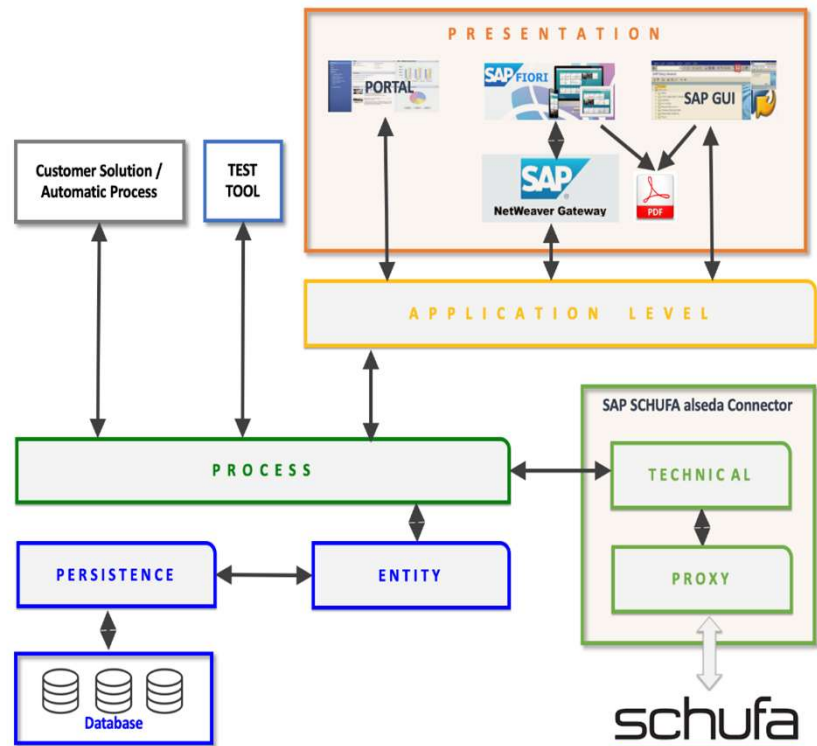 PRESENTATION
PORTAL
SAP FIORI
SAP GUI
SAP
NetWeaver Gateway
PDF
Customer Solution /
Automatic Process
TEST
TOOL
APPLICATION LEVEL
SAP SCHUFA alseda Connector
PROCESS
TECHNICAL
PERSISTENCE
ENTITY
PROXY
Database
schufa